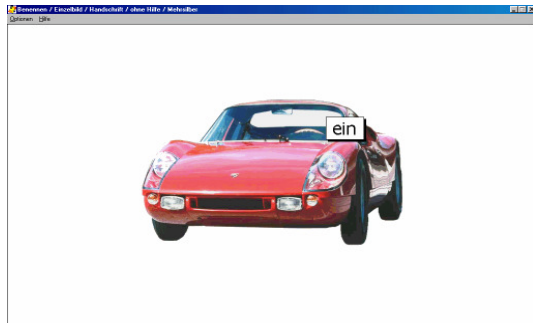 Benennen / Einzelbild / Handschrift / ohne Hilfe / Mehrsilber
Optionen Hilfe
ein